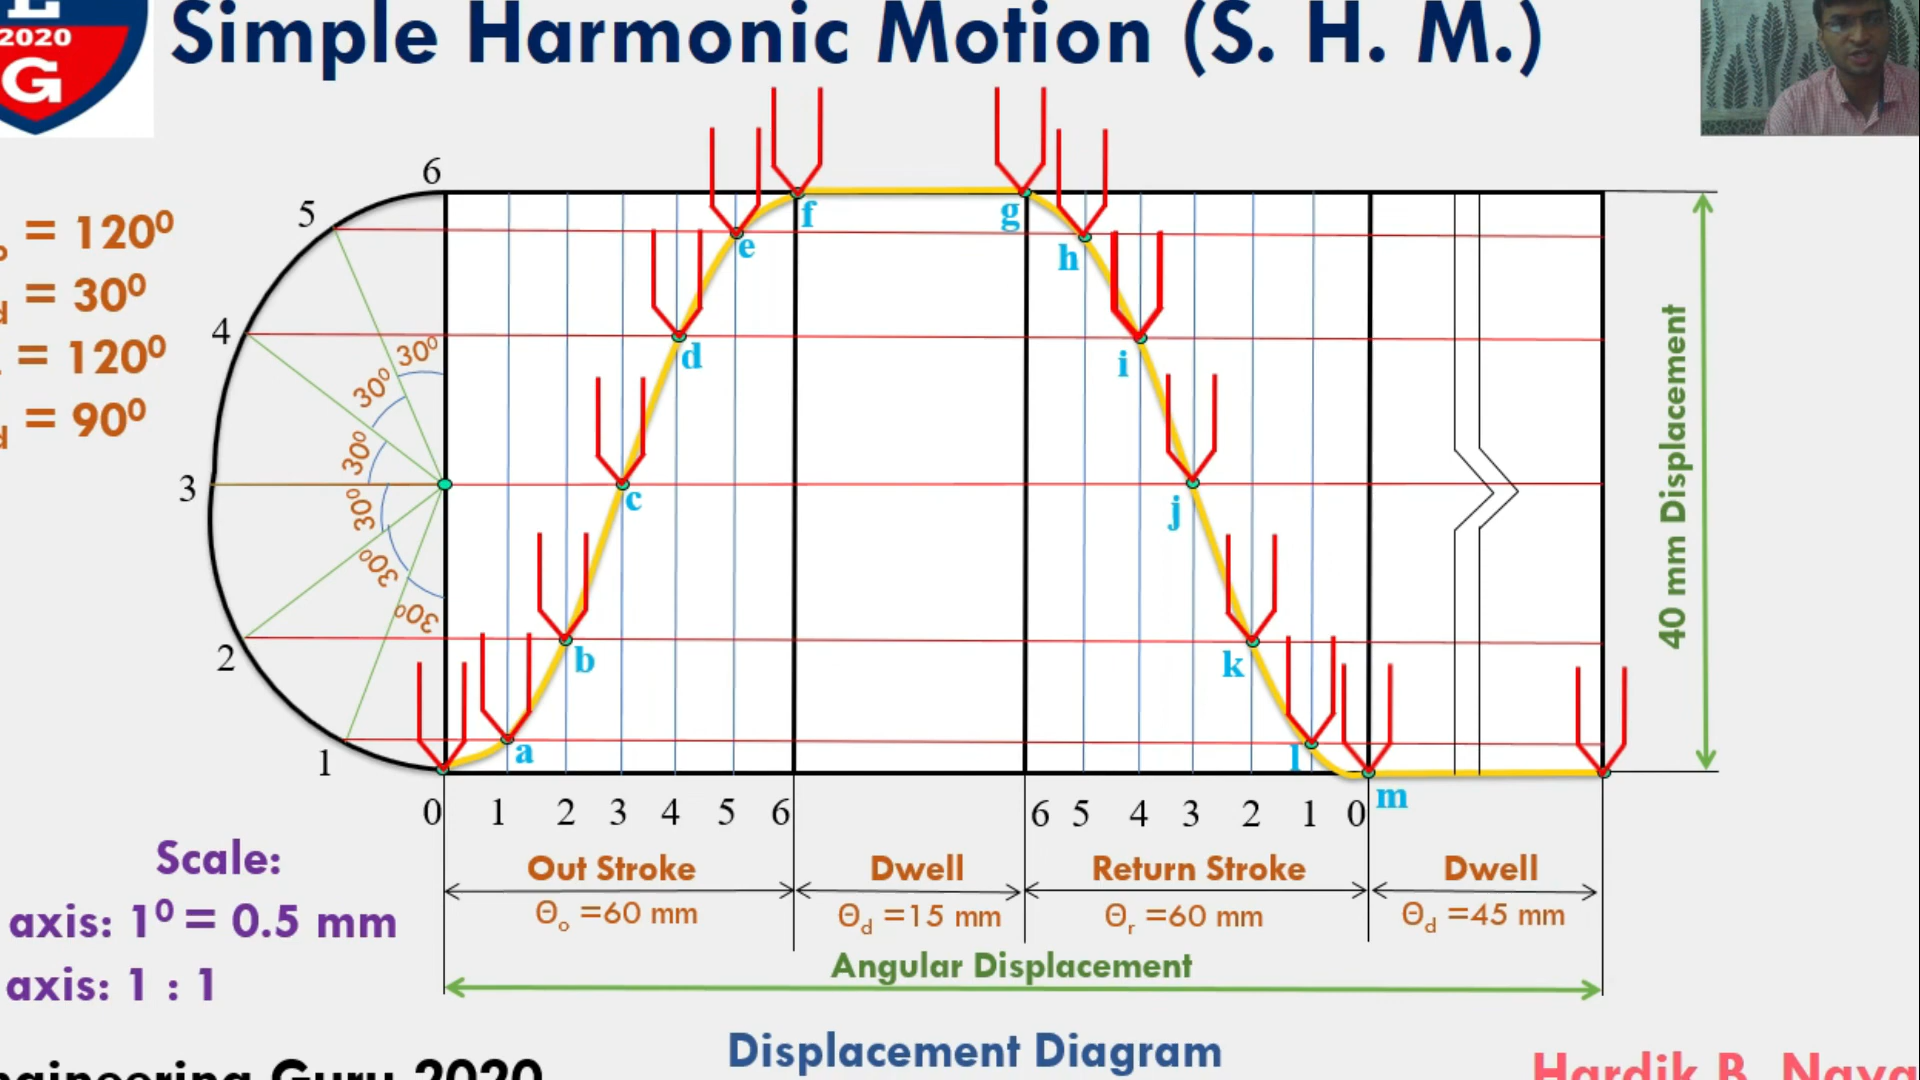 2020
G
Simple Harmonic Motion (S. H. M.)
= 120⁰
= 30⁰
= 120⁰
= 90⁰
6
5
4
3
2
1
30⁰
30⁰
30⁰
30⁰
30⁰
30⁰
f
g
e
h
d
i
c
j
b
k
a
l
m
40 mm Displacement
0 1 2 3 4 5 6 6 5 4 3 2 1 0
Out Stroke Dwell Return Stroke Dwell
Θₒ =60 mm Θd =15 mm Θr =60 mm Θd =45 mm
Angular Displacement
Scale:
axis: 1⁰ = 0.5 mm
axis: 1 : 1
Displacement Diagram
Guru 2020
Hardik B.